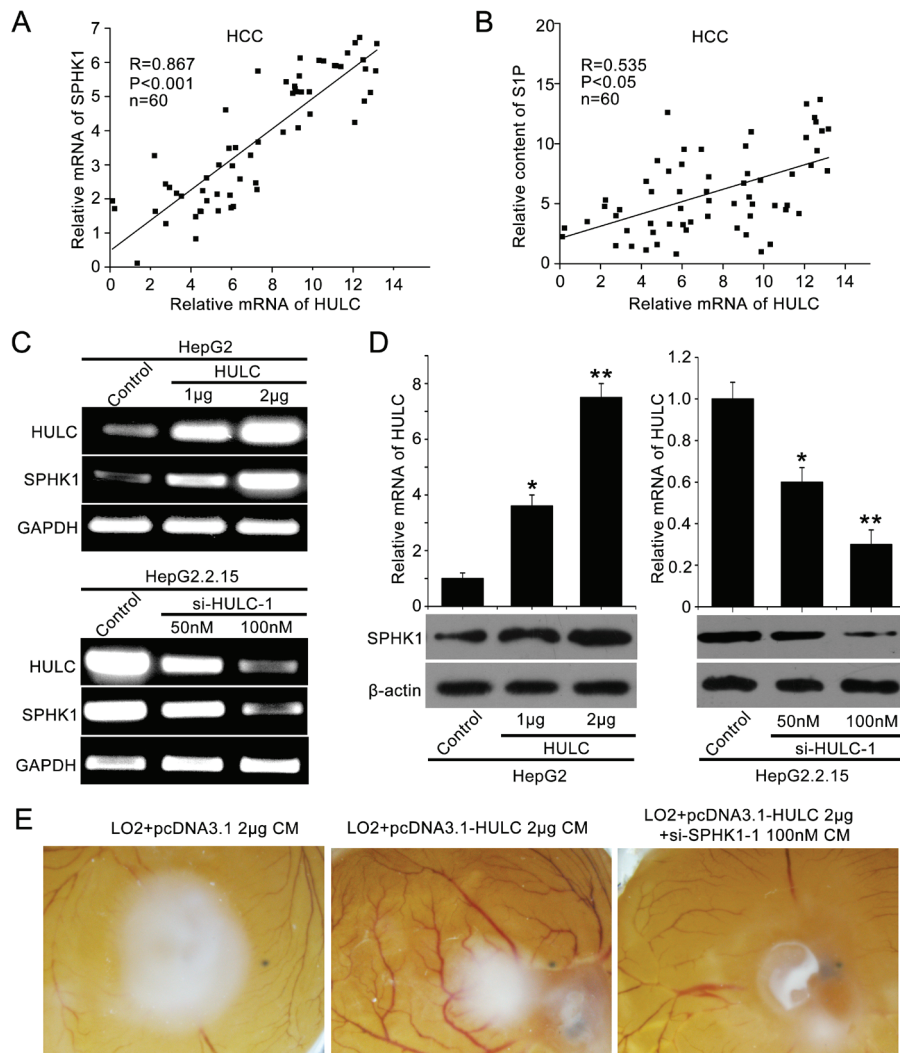 A
HCC
R=0.867
P<0.001
n=60
Relative mRNA of SPHK1
7
6
5
4
3
2
1
0
0 2 4 6 8 10 12 14
Relative mRNA of HULC
B
HCC
R=0.535
P<0.05
n=60
Relative content of S1P
20
15
10
5
0
0 2 4 6 8 10 12 14
Relative mRNA of HULC
C
HepG2
Control
HULC
1μg 2μg
HULC
SPHK1
GAPDH
HepG2.2.15
Control
si-HULC-1
50nM 100nM
HULC
SPHK1
GAPDH
D
Relative mRNA of HULC
8
6
4
2
0
*
**
SPHK1
β-actin
Control
1μg 2μg
HULC
HepG2
Relative mRNA of HULC
1.2
1.0
0.8
0.6
0.4
0.2
0
*
**
Control
50nM 100nM
si-HULC-1
HepG2.2.15
E
LO2+pcDNA3.1 2μg CM
LO2+pcDNA3.1-HULC 2μg CM
LO2+pcDNA3.1-HULC 2μg
+si-SPHK1-1 100nM CM